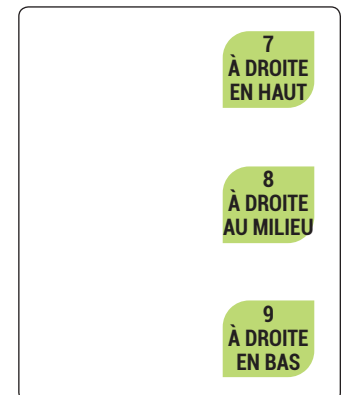 7
À DROITE
EN HAUT
8
À DROITE
AU MILIEU
9
À DROITE
EN BAS